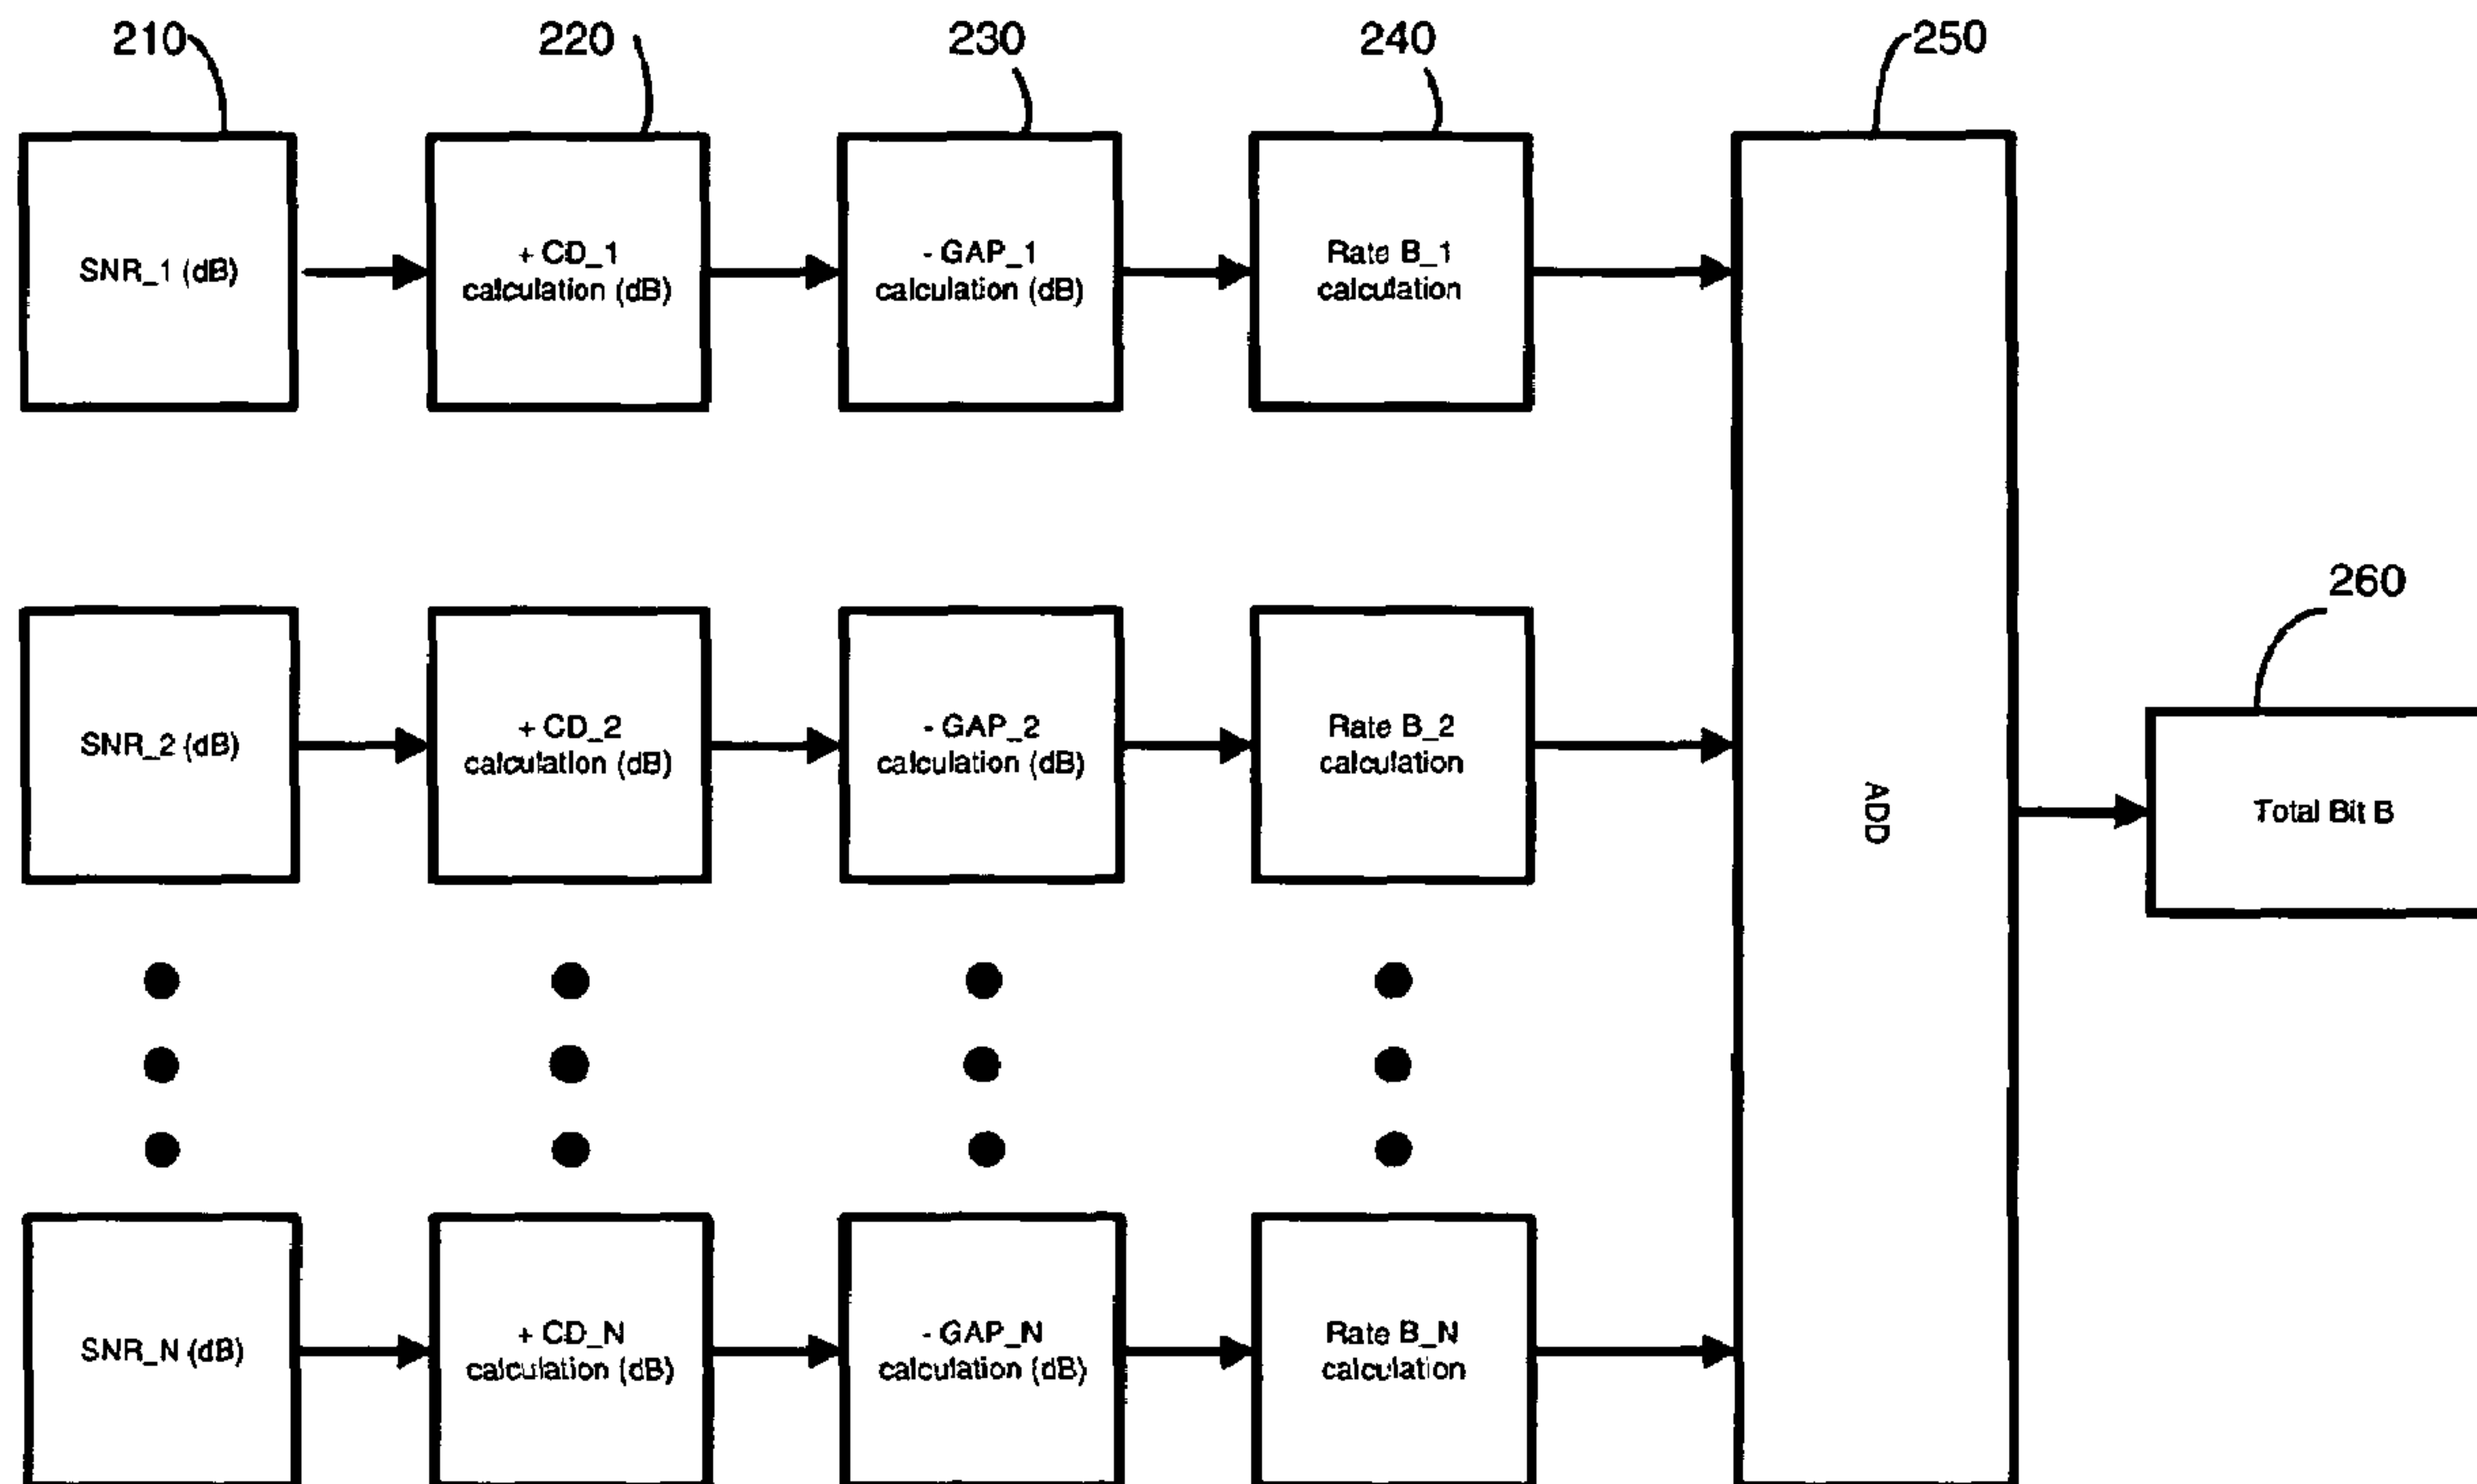 210
220
230
240
250
SNR_1 (dB)
+ CD_1
calculation (dB)
- GAP_1
calculation (dB)
Rate B_1
calculation
260
SNR_2 (dB)
+ CD_2
calculation (dB)
- GAP_2
calculation (dB)
Rate B_2
calculation
ADD
Total Bit B
SNR_N (dB)
+ CD_N
calculation (dB)
- GAP_N
calculation (dB)
Rate B_N
calculation